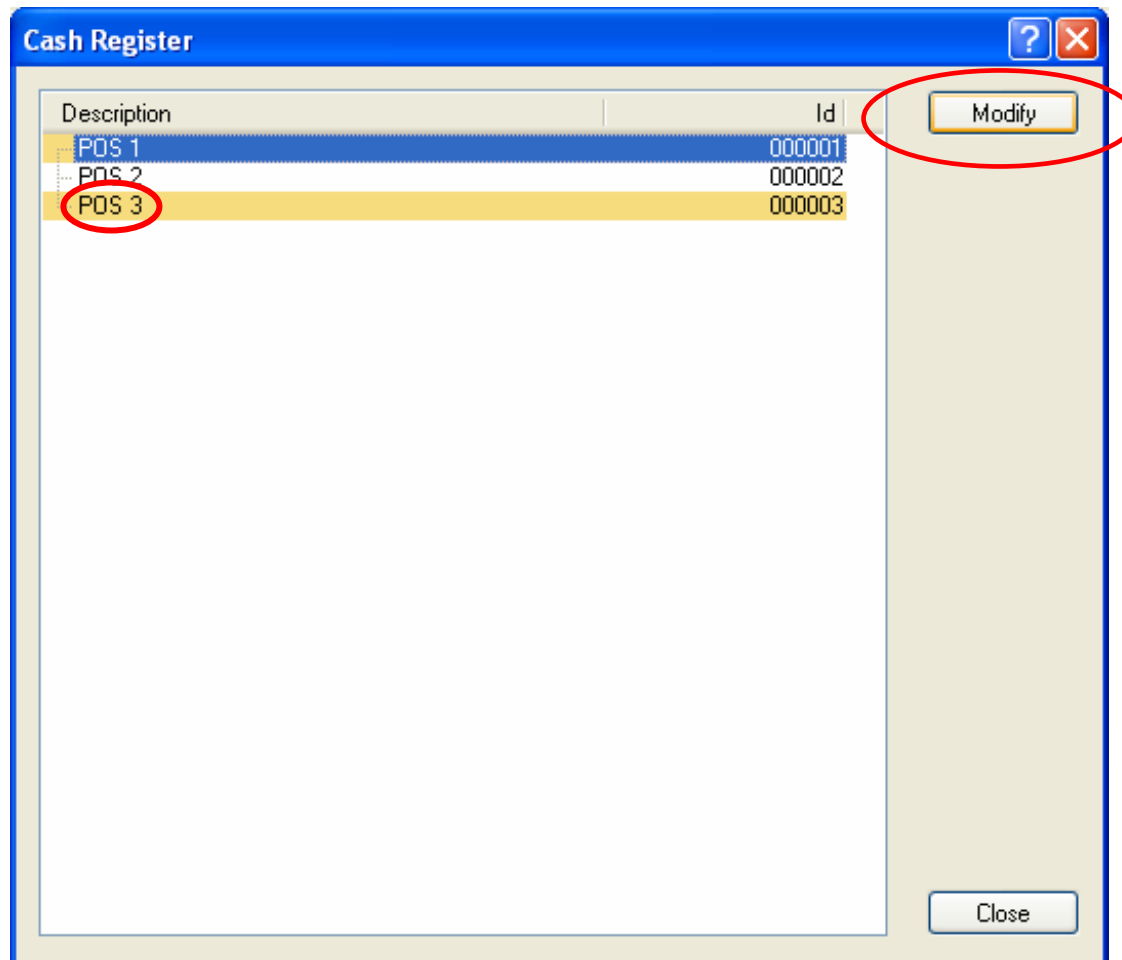 Cash Register
Description Id Modify
POS 1 000001
POS 2 000002
POS 3 000003
Close